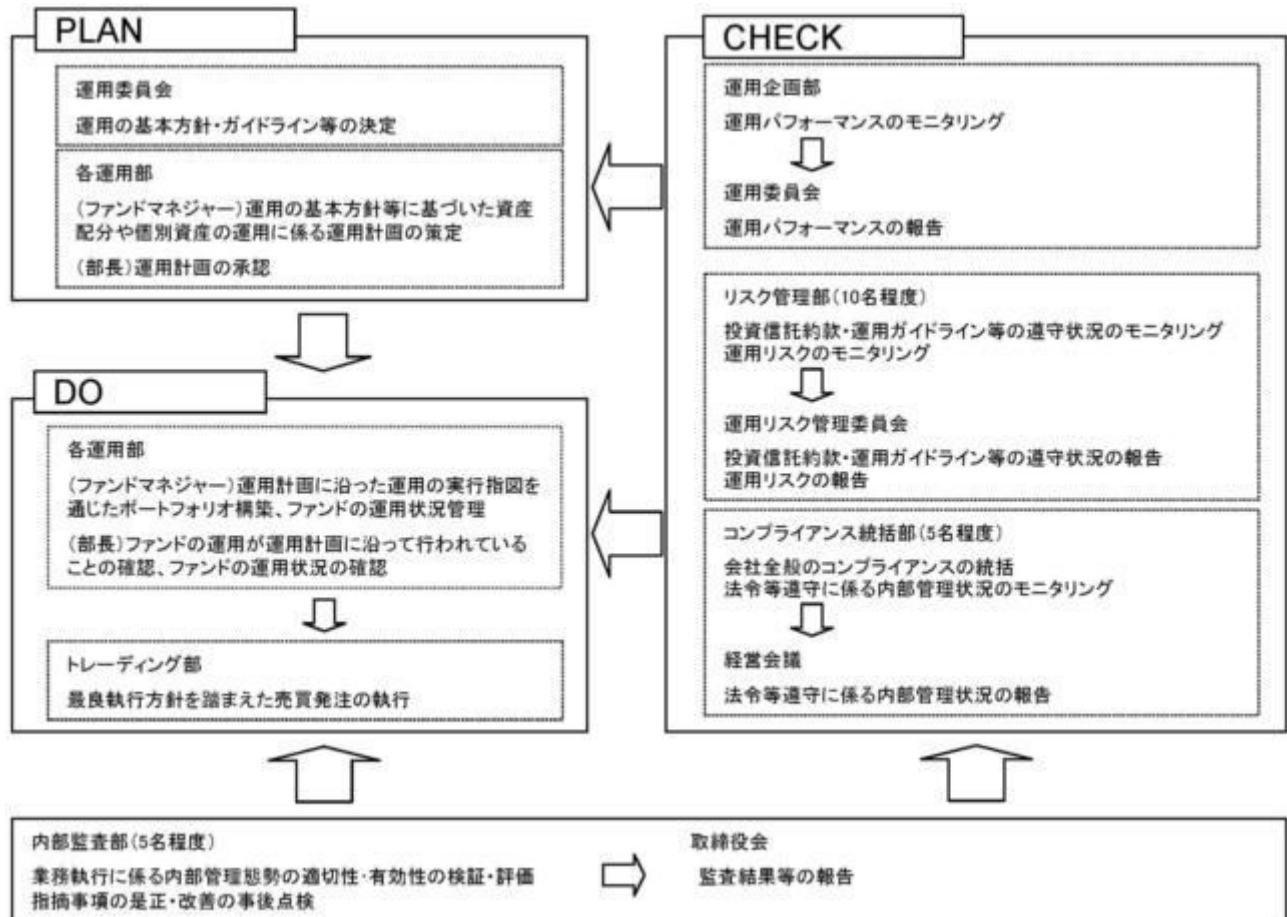 PLAN
運用委員会
運用の基本方針・ガイドライン等の決定
各運用部
(ファンドマネジャー)運用の基本方針等に基づいた資産
配分や個別資産の運用に係る運用計画の策定
(部長)運用計画の承認
DO
各運用部
(ファンドマネジャー)運用計画に沿った運用の実行指図を
通じたポートフォリオ構築、ファンドの運用状況管理
(部長)ファンドの運用が運用計画に沿って行われている
ことの確認、ファンドの運用状況の確認
トレーディング部
最良執行方針を踏まえた売買発注の執行
CHECK
運用企画部
運用パフォーマンスのモニタリング
運用委員会
運用パフォーマンスの報告
リスク管理部(10名程度)
投資信託約款・運用ガイドライン等の遵守状況のモニタリング
運用リスクのモニタリング
運用リスク管理委員会
投資信託約款・運用ガイドライン等の遵守状況の報告
運用リスクの報告
コンプライアンス統括部(5名程度)
会社全般のコンプライアンスの統括
法令等遵守に係る内部管理状況のモニタリング
経営会議
法令等遵守に係る内部管理状況の報告
内部監査部(5名程度)
業務執行に係る内部管理態勢の適切性・有効性の検証・評価
指摘事項の是正・改善の事後点検
取締役会
監査結果等の報告